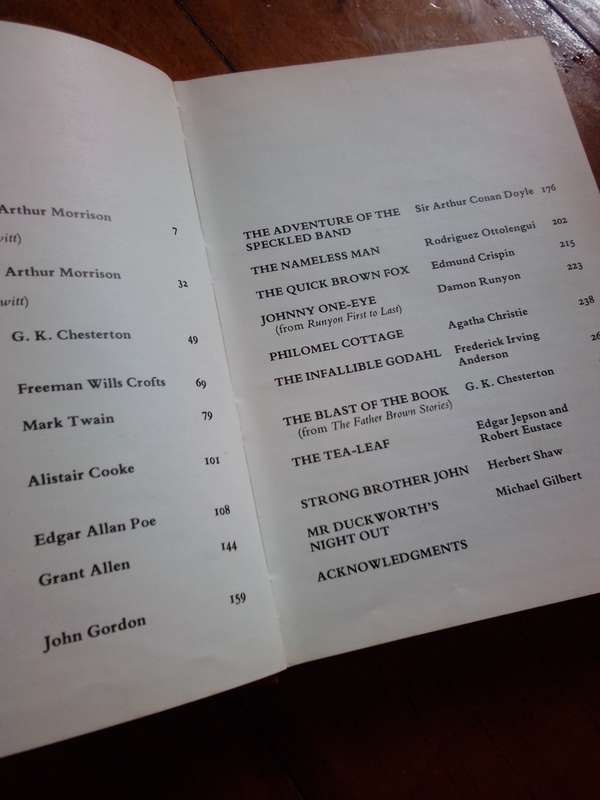 Arthur Morrison 7
Arthur Morrison 32
G. K. Chesterton 49
Freeman Wills Crofts 69
Mark Twain 79
Alistair Cooke 101
Edgar Allan Poe 108
Grant Allen 144
John Gordon 159
THE ADVENTURE OF THE Sir Arthur Conan Doyle 176
SPECKLED BAND
THE NAMELESS MAN Rodriguez Ottolengui 202
THE QUICK BROWN FOX Edmund Crispin 215
JOHNNY ONE-EYE Damon Runyon 223
(from Runyon First to Last)
PHILOMEL COTTAGE Agatha Christie 238
THE INFALLIBLE GODAHL Frederick Irving
Anderson
THE BLAST OF THE BOOK G. K. Chesterton
(from The Father Brown Stories)
THE TEA-LEAF Edgar Jepson and
Robert Eustace
STRONG BROTHER JOHN Herbert Shaw
MR DUCKWORTH'S Michael Gilbert
NIGHT OUT
ACKNOWLEDGMENTS